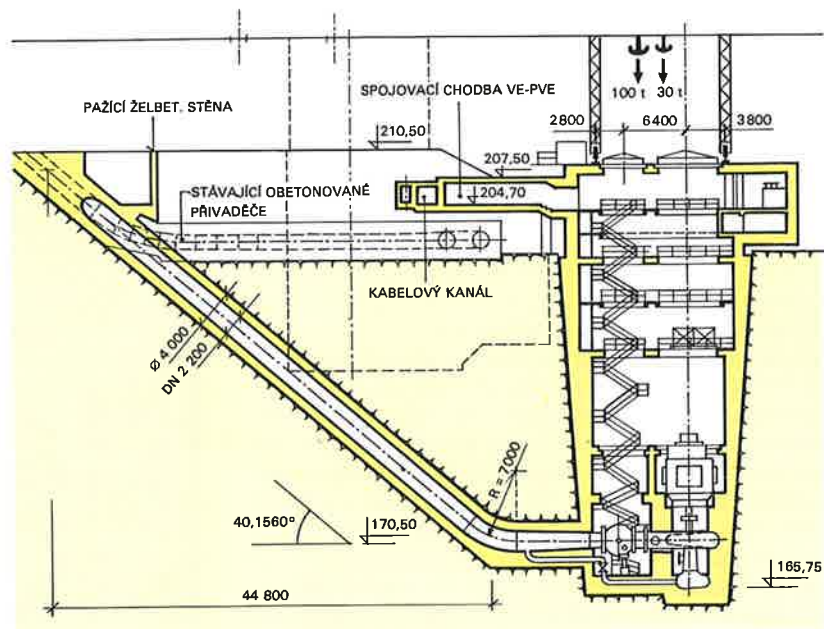 100 t
30 t
SPOJOVACÍ CHODBA VE-PVE
PAŽÍCÍ ŽELBET. STĚNA
2800
6400
3800
210,50
207,50
204,70
STÁVAJÍCÍ OBETONOVANÉ
PŘIVADĚČE
KABELOVÝ KANÁL
Ø 4 000
DN 2 200
R = 7000
40,1560°
170,50
165,75
44 800